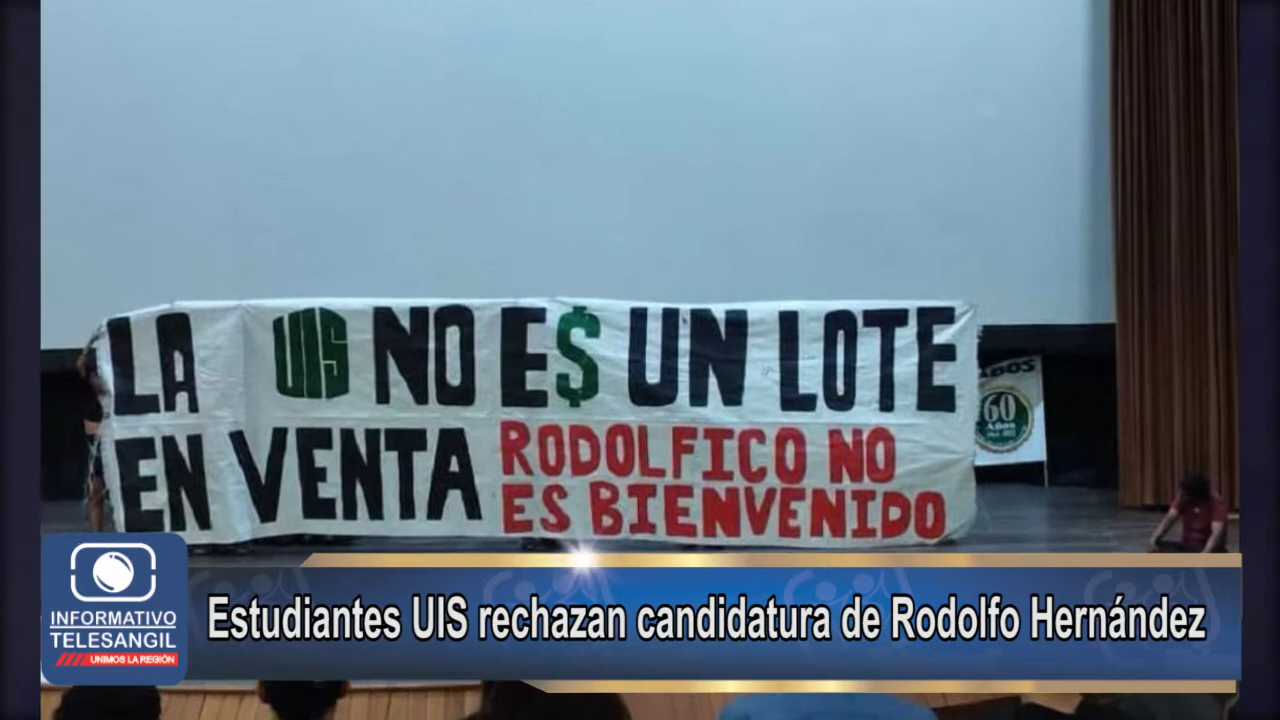 LA UIS NO E$ UN LOTE
EN VENTA
RODOLFICO NO
ES BIENVENIDO
60
Años
INFORMATIVO
TELESANGIL
UNIMOS LA REGIÓN
Estudiantes UIS rechazan candidatura de Rodolfo Hernández